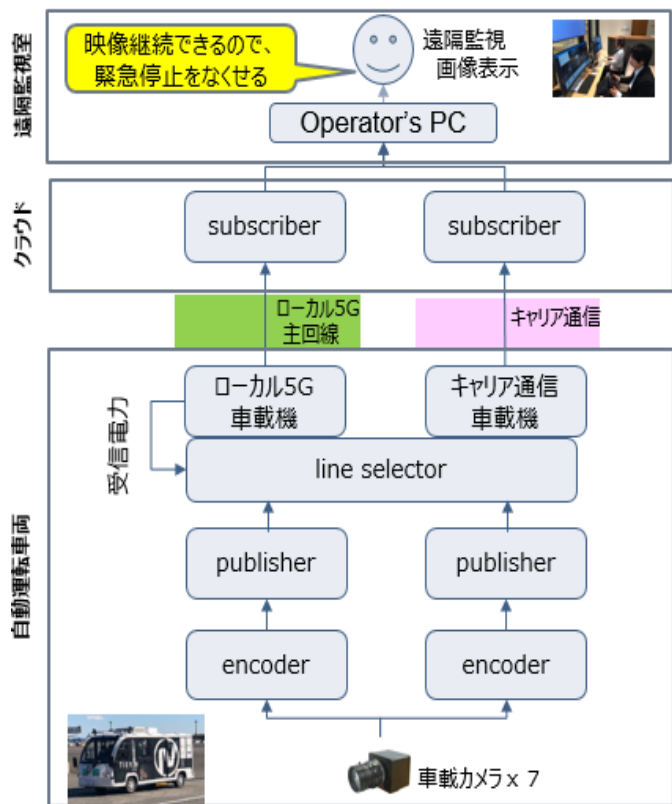 遠隔監視室
映像継続できるので、
緊急停止をなくせる
遠隔監視
画像表示
Operator's PC
クラウド
subscriber
subscriber
ローカル5G
主回線
キャリア通信
自動運転車両
ローカル5G
車載機
キャリア通信
車載機
受信電力
line selector
publisher
publisher
encoder
encoder
車載カメラ x 7